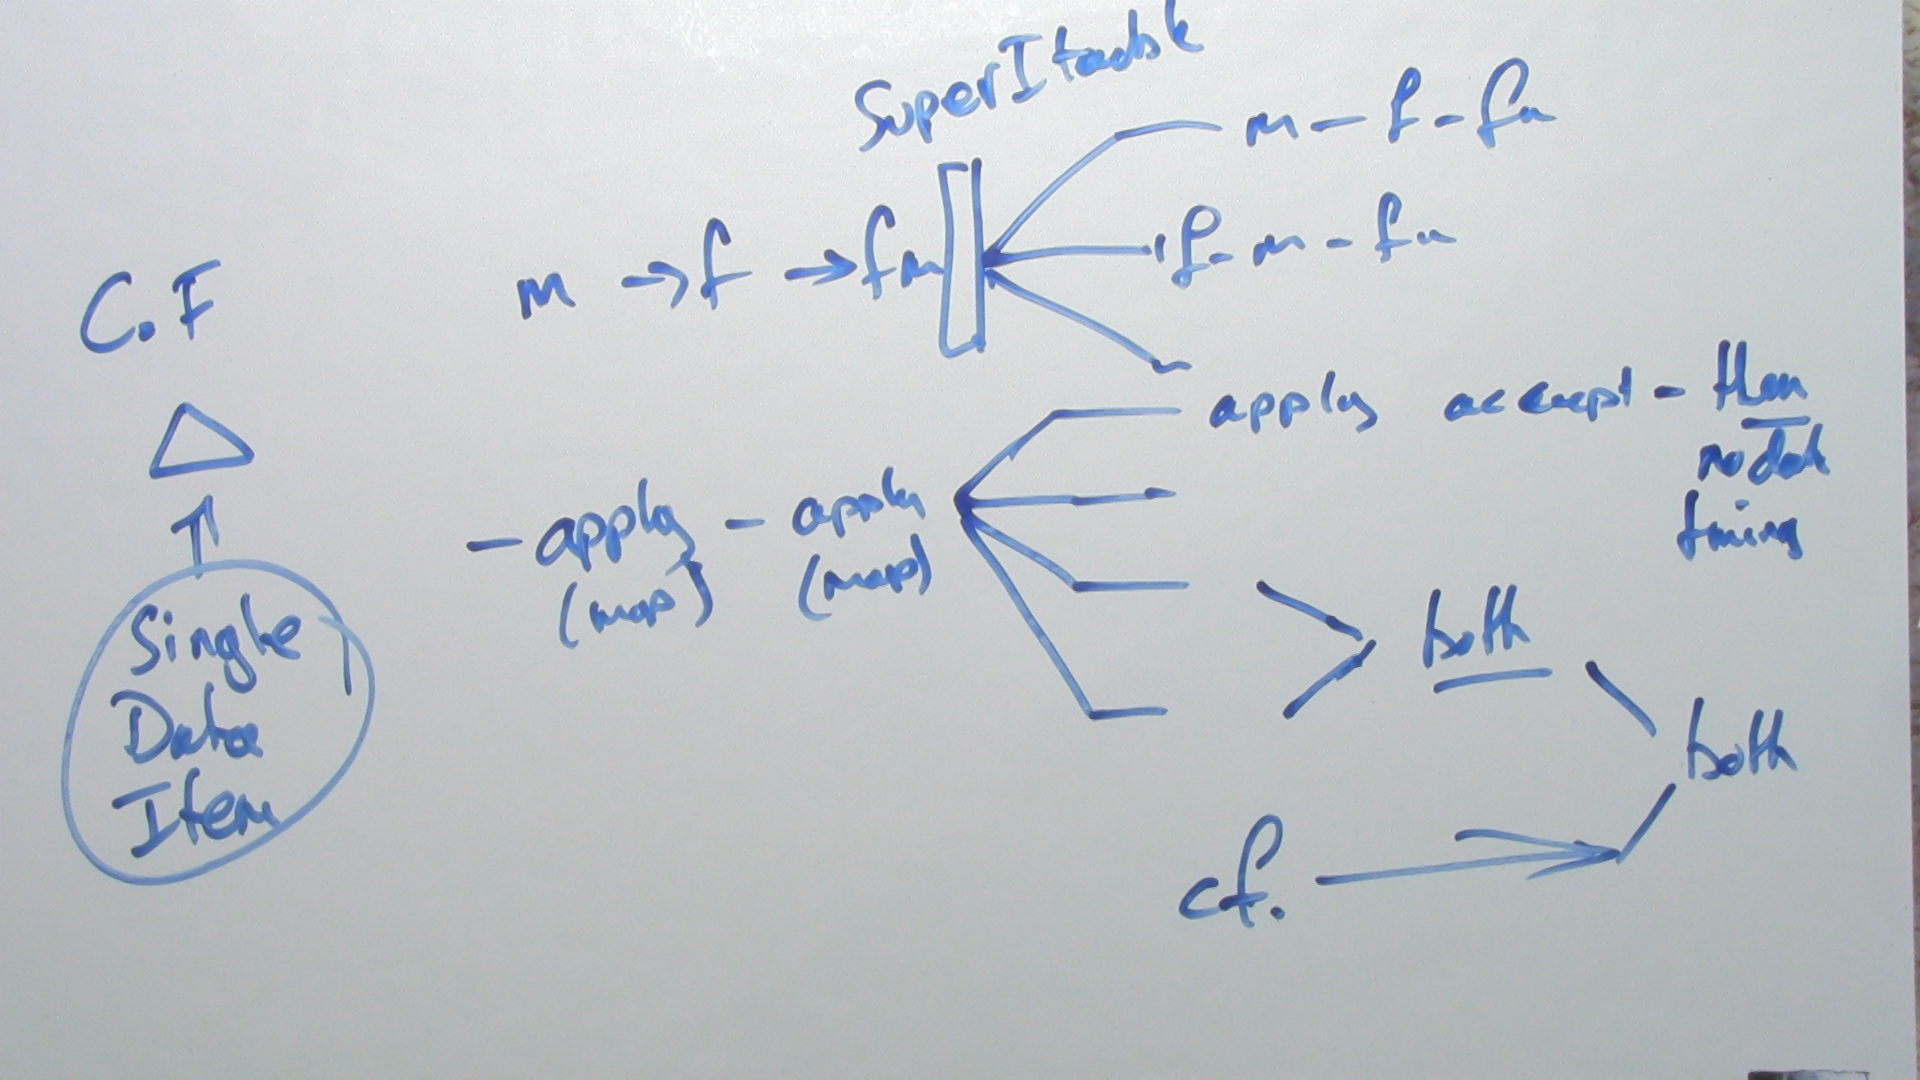 SuperIterable
m - f - fm
f - m - fm
m → f → fm
C.F
apply accept - then
no data
timing
- apply - apply
(map) (map)
Single
Data
Item
both
both
cf.